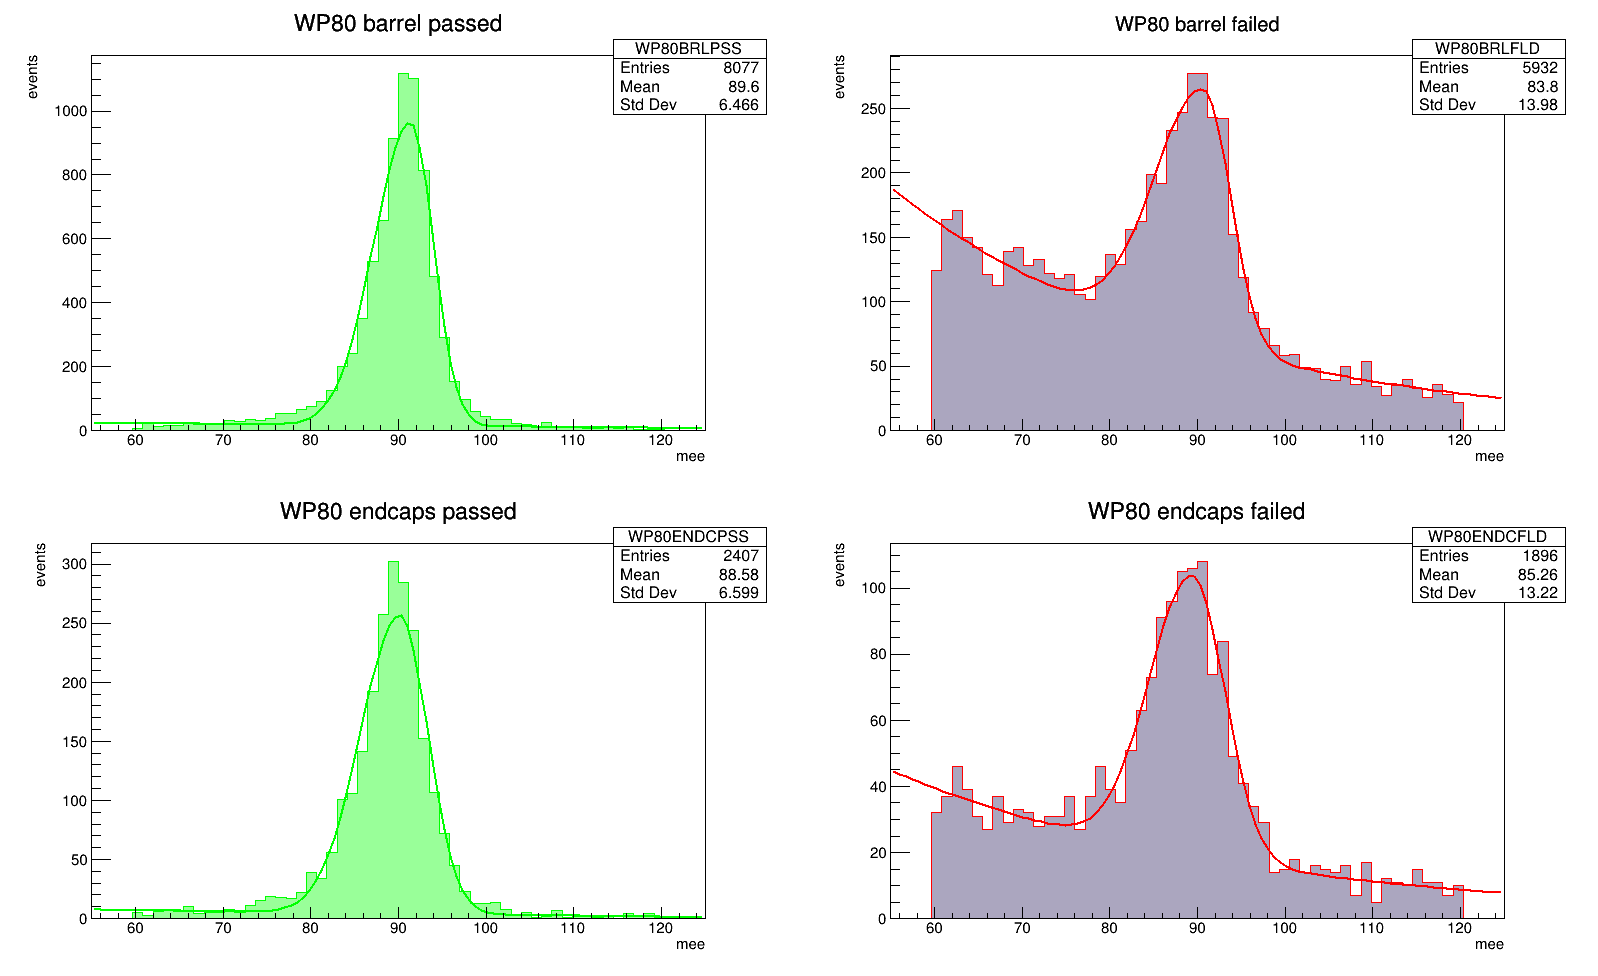 WP80 barrel passed
events
WP80BRLPSS
Entries 8077
Mean 89.6
Std Dev 6.466
1000
800
600
400
200
0
60 70 80 90 100 110 120
mee
WP80 barrel failed
events
WP80BRLFLD
Entries 5932
Mean 83.8
Std Dev 13.98
250
200
150
100
50
0
60 70 80 90 100 110 120
mee
WP80 endcaps passed
events
WP80ENDCPSS
Entries 2407
Mean 88.58
Std Dev 6.599
300
250
200
150
100
50
0
60 70 80 90 100 110 120
mee
WP80 endcaps failed
events
WP80ENDCFLD
Entries 1896
Mean 85.26
Std Dev 13.22
100
80
60
40
20
0
60 70 80 90 100 110 120
mee